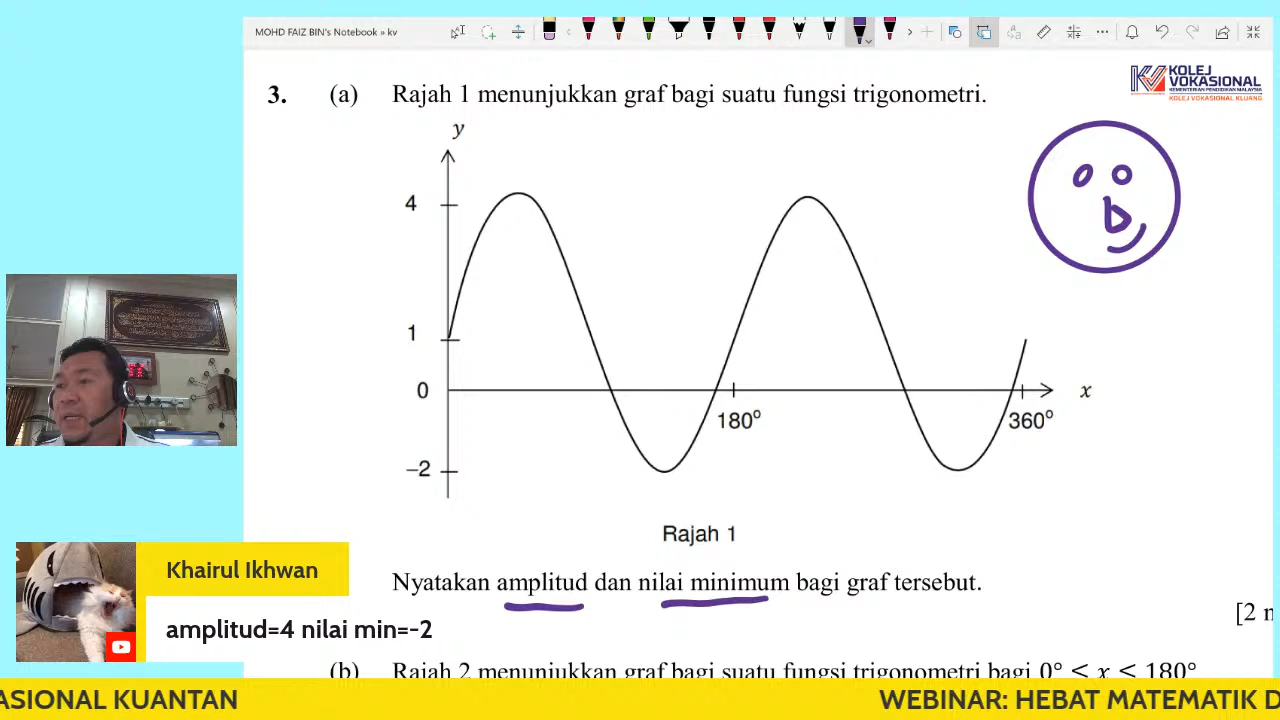 MOHD FAIZ BIN's Notebook » kv
KOLEJ
VOKASIONAL
KEMENTERIAN PENDIDIKAN MALAYSIA
KOLEJ VOKASIONAL KLUANG
3. (a) Rajah 1 menunjukkan graf bagi suatu fungsi trigonometri.
y
4
1
0
x
180°
360°
−2
Rajah 1
Nyatakan amplitud dan nilai minimum bagi graf tersebut.
[2
Khairul Ikhwan
amplitud=4 nilai min=-2
(b) Rajah 2 menunjukkan graf bagi suatu fungsi trigonometri bagi 0° ≤ x ≤ 180°
ASIONAL KUANTAN
WEBINAR: HEBAT MATEMATIK D